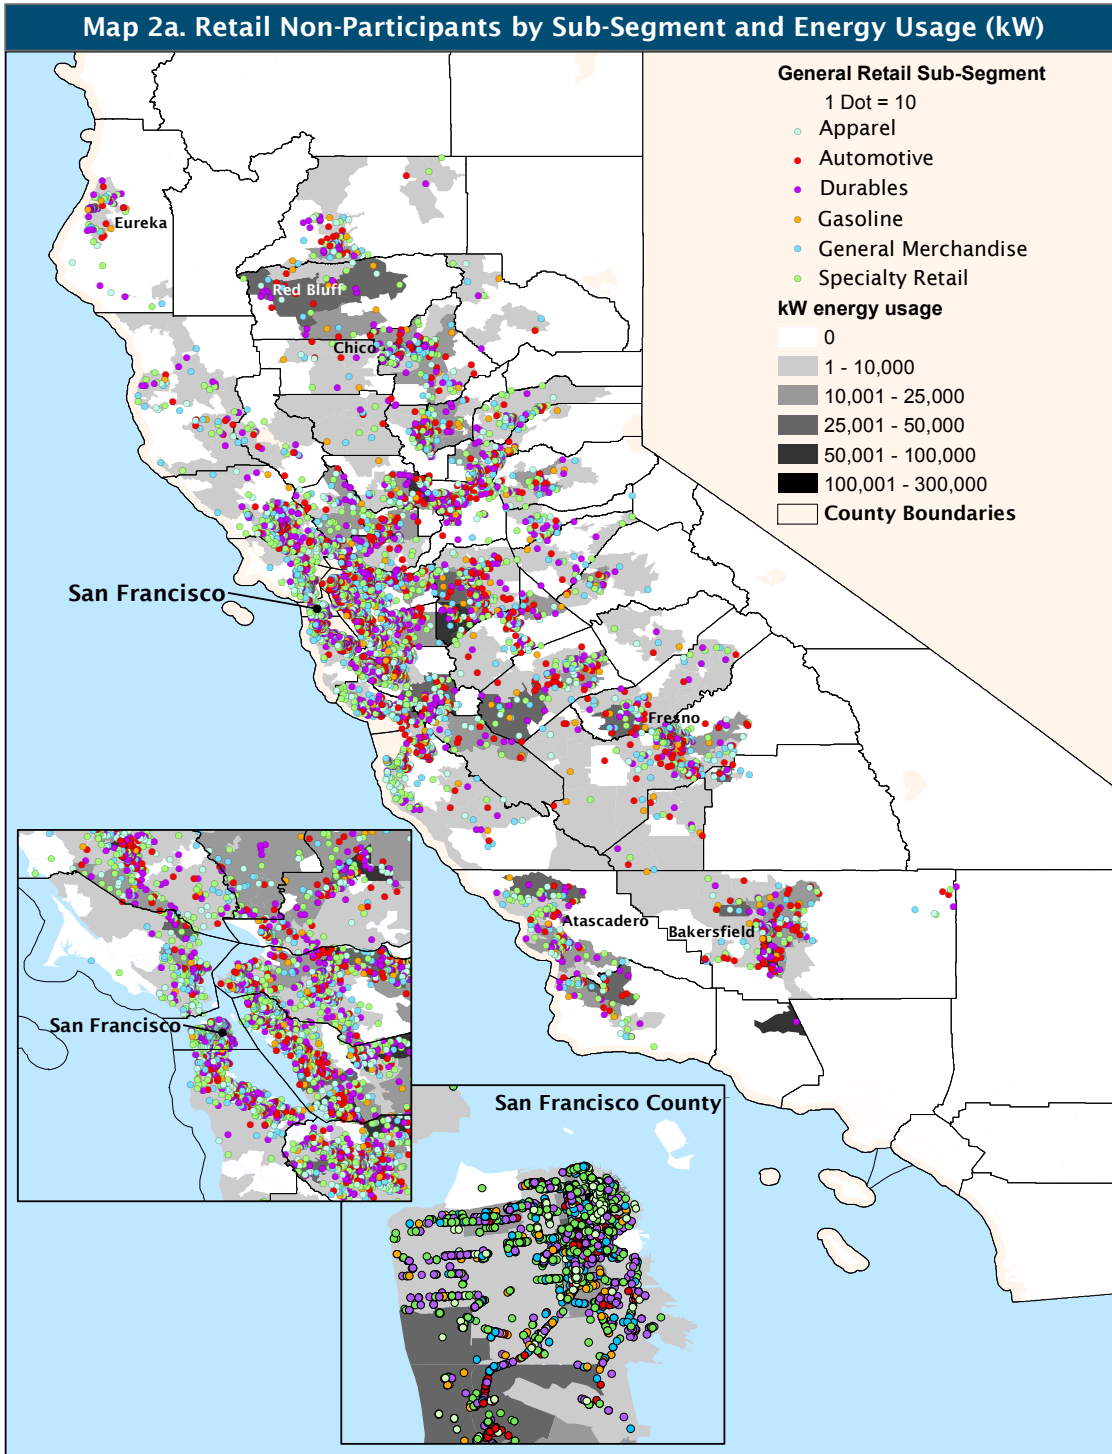 Map 2a. Retail Non-Participants by Sub-Segment and Energy Usage (kW)
General Retail Sub-Segment
1 Dot = 10
Apparel
Automotive
Durables
Gasoline
General Merchandise
Specialty Retail
kW energy usage
0
1 - 10,000
10,001 - 25,000
25,001 - 50,000
50,001 - 100,000
100,001 - 300,000
County Boundaries
Eureka
Red Bluff
Chico
San Francisco
Fresno
Atascadero
Bakersfield
San Francisco
San Francisco County